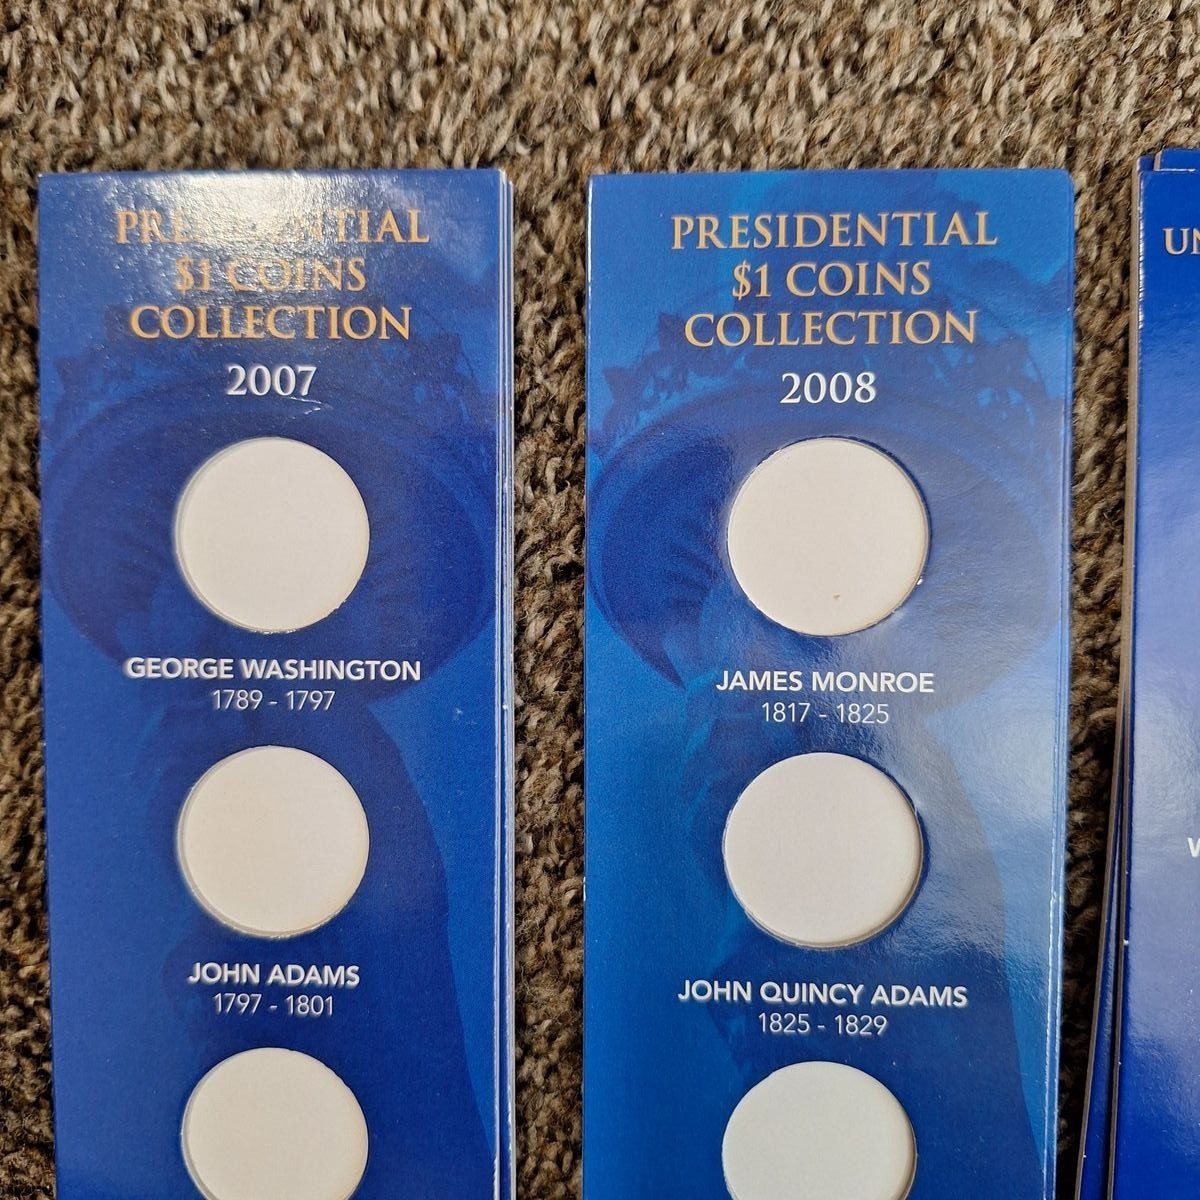 PRESIDENTIAL
$1 COINS
COLLECTION
2007
GEORGE WASHINGTON
1789 - 1797
JOHN ADAMS
1797 - 1801
PRESIDENTIAL
$1 COINS
COLLECTION
2008
JAMES MONROE
1817 - 1825
JOHN QUINCY ADAMS
1825 - 1829
UN
W